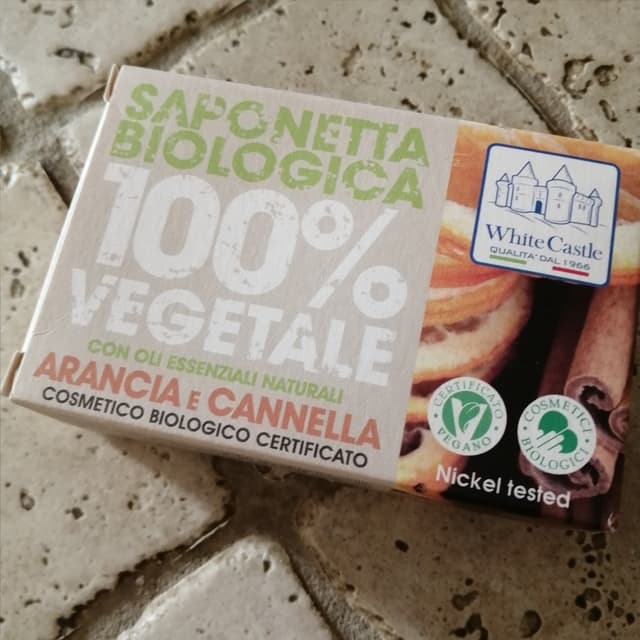 SAPONETTA
BIOLOGICA
100%
VEGETALE
CON OLI ESSENZIALI NATURALI
ARANCIA E CANNELLA
COSMETICO BIOLOGICO CERTIFICATO
White Castle
QUALITA' DAL 1966
CERTIFICATO
VEGANO
COSMETICI
BIOLOGICI
Nickel tested